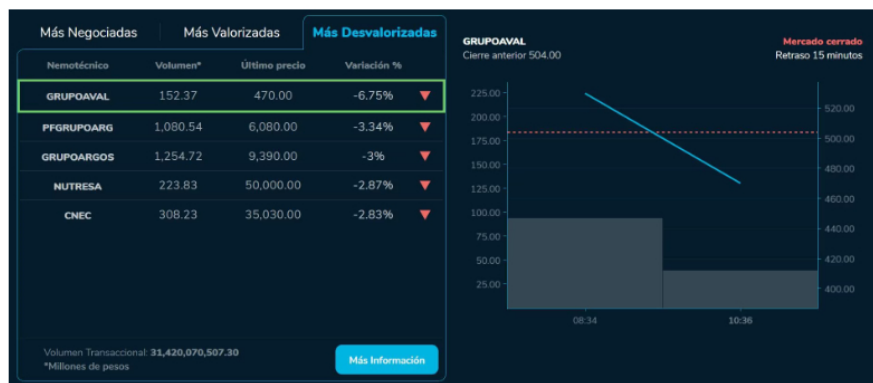 Más Negociadas Más Valorizadas Más Desvalorizadas
Nemotécnico Volumen* Último precio Variación %
GRUPOAVAL 152.37 470.00 -6.75% ▼
PFGRUPOARG 1,080.54 6,080.00 -3.34% ▼
GRUPOARGOS 1,254.72 9,390.00 -3% ▼
NUTRESA 223.83 50,000.00 -2.87% ▼
CNEC 308.23 35,030.00 -2.83% ▼
Volumen Transaccional: 31,420,070,507.30
*Millones de pesos
Más Información
GRUPOAVAL Mercado cerrado
Cierre anterior 504.00 Retraso 15 minutos
225.00
200.00
175.00
150.00
125.00
100.00
75.00
50.00
25.00
520.00
500.00
480.00
460.00
440.00
420.00
400.00
08:34 10:36